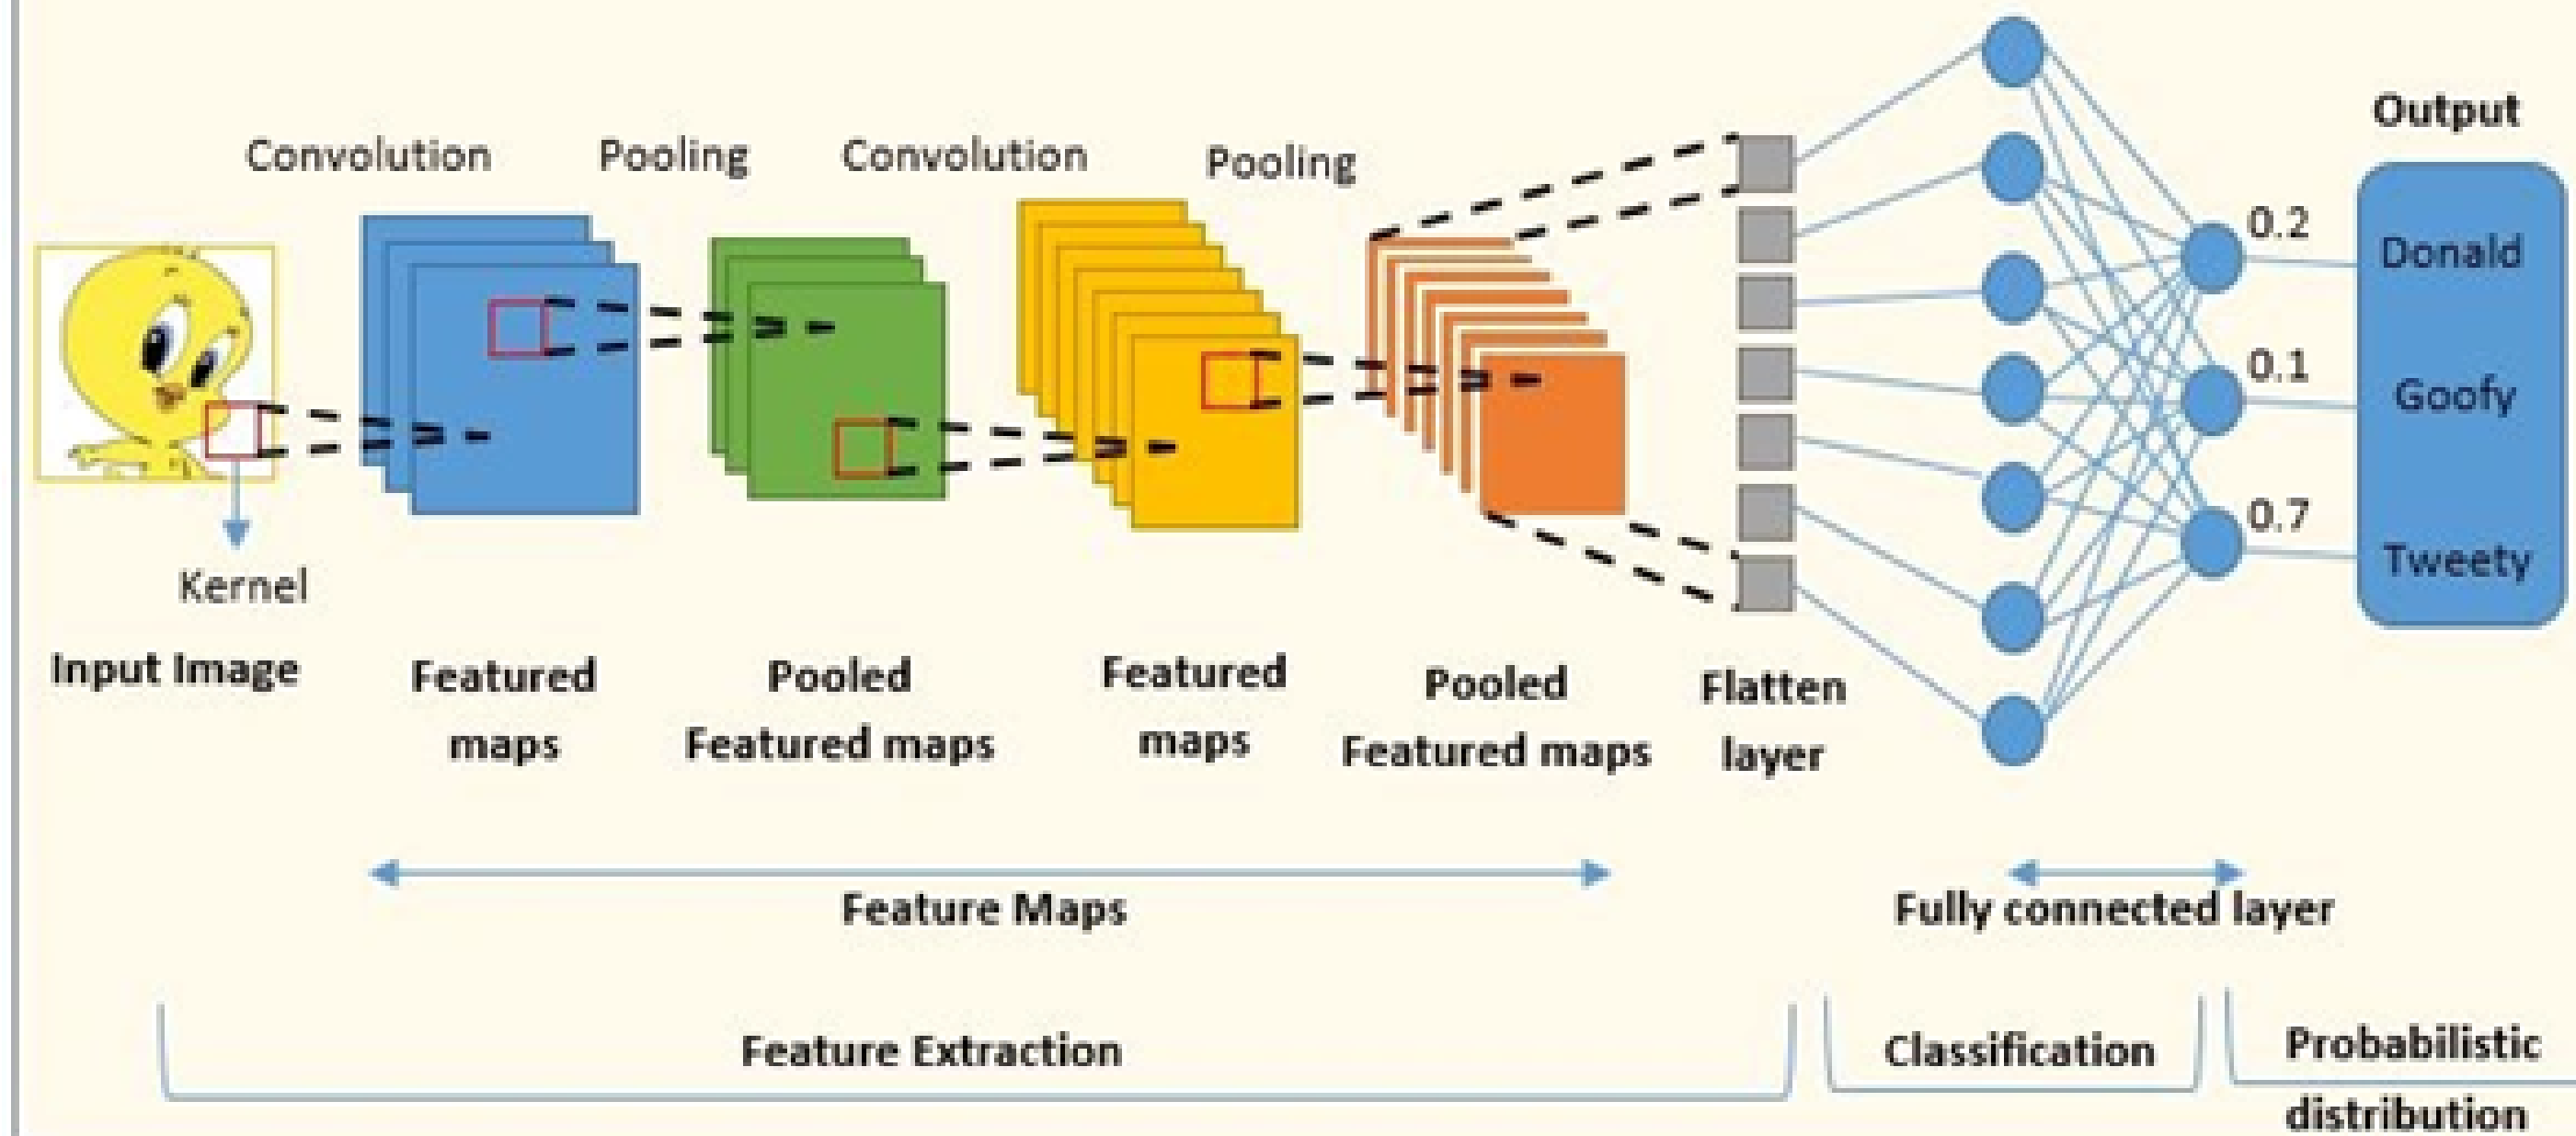 Output
Convolution Pooling Convolution Pooling
0.2
Donald
0.1
Goofy
0.7
Tweety
Kernel
Input Image
Featured
maps
Pooled
Featured maps
Featured
maps
Pooled
Featured maps
Flatten
layer
Feature Maps
Fully connected layer
Feature Extraction
Classification
Probabilistic
distribution